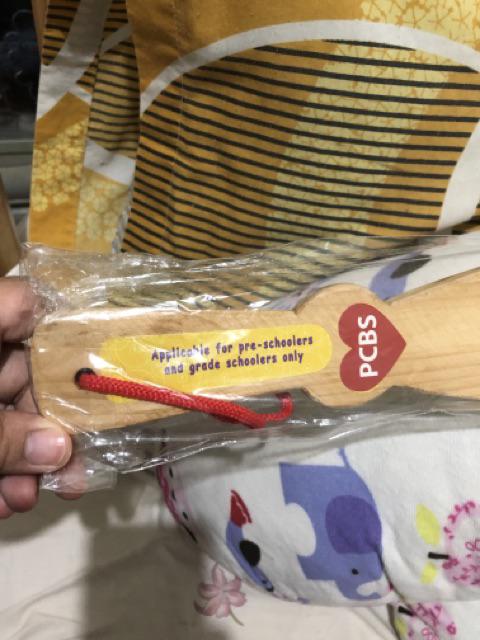 Applicable for pre-schoolers
and grade schoolers only
PCBS